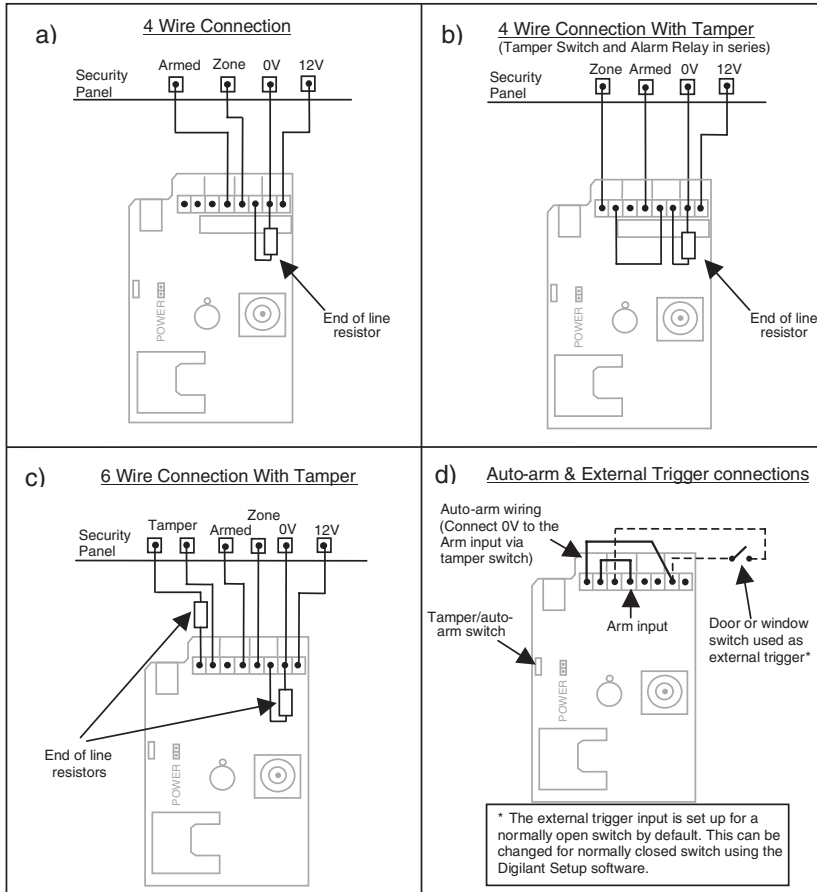 a)
4 Wire Connection
Security
Panel
Armed
Zone
0V
12V
POWER
End of line
resistor
b)
4 Wire Connection With Tamper
(Tamper Switch and Alarm Relay in series)
Security
Panel
Zone
Armed
0V
12V
POWER
End of line
resistor
c)
6 Wire Connection With Tamper
Security
Panel
Tamper
Armed
Zone
0V
12V
End of line
resistors
POWER
d)
Auto-arm & External Trigger connections
Auto-arm wiring
(Connect 0V to the
Arm input via
tamper switch)
Tamper/auto-
arm switch
Arm input
Door or window
switch used as
external trigger*
POWER
* The external trigger input is set up for a
normally open switch by default. This can be
changed for normally closed switch using the
Digilant Setup software.